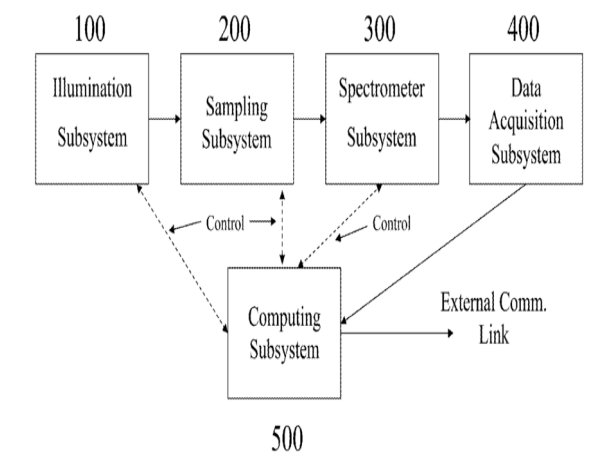 100
200
300
400
Illumination
Subsystem
Sampling
Subsystem
Spectrometer
Subsystem
Data
Acquisition
Subsystem
Control
Control
Computing
Subsystem
External Comm.
Link
500